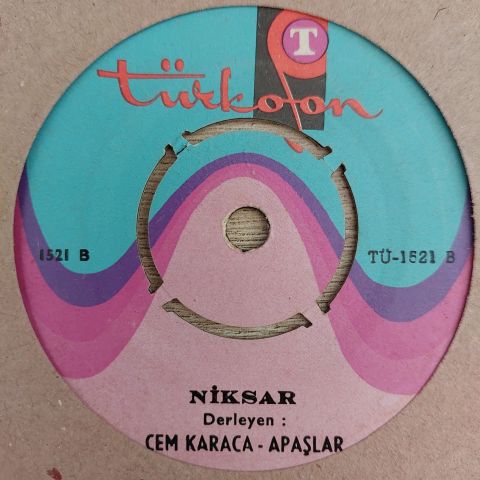 T
türkofon
1521 B
TÜ-1521 B
NİKSAR
Derleyen :
CEM KARACA - APAŞLAR